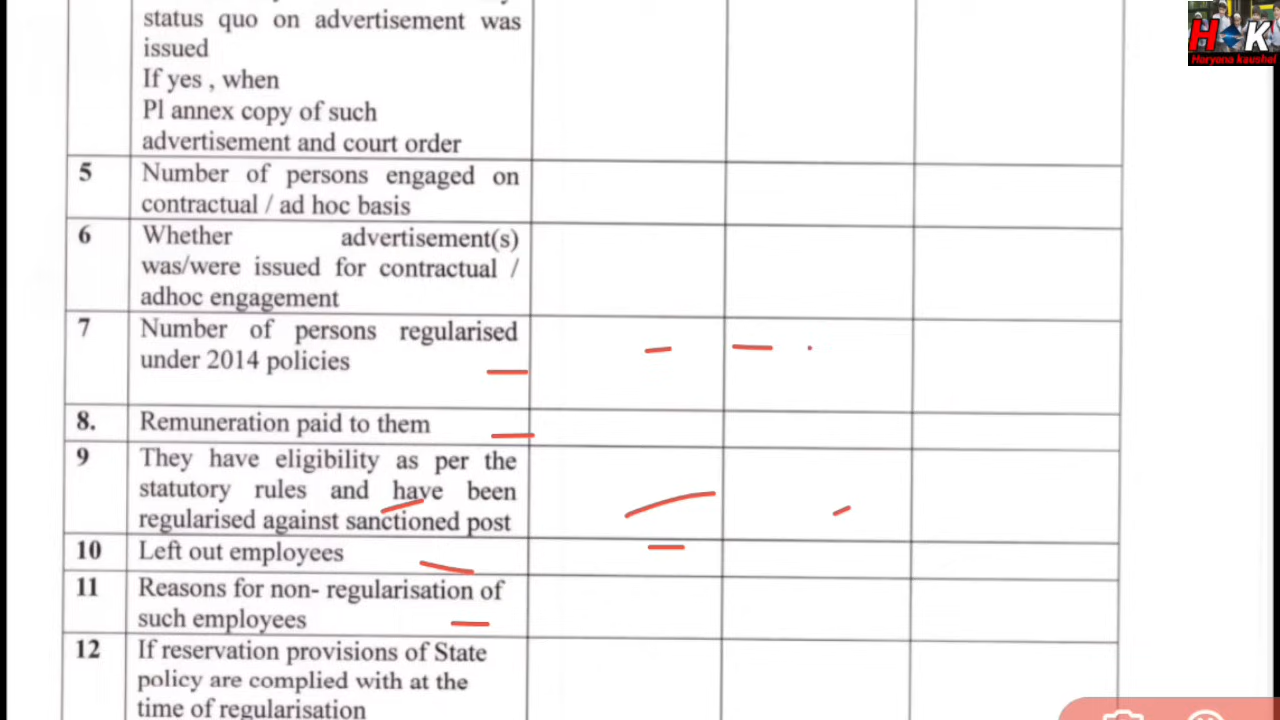 status quo on advertisement was
issued
If yes , when
Pl annex copy of such
advertisement and court order
5 Number of persons engaged on
contractual / ad hoc basis
6 Whether advertisement(s)
was/were issued for contractual /
adhoc engagement
7 Number of persons regularised
under 2014 policies
8. Remuneration paid to them
9 They have eligibility as per the
statutory rules and have been
regularised against sanctioned post
10 Left out employees
11 Reasons for non- regularisation of
such employees
12 If reservation provisions of State
policy are complied with at the
time of regularisation
H K
Haryana kaushal